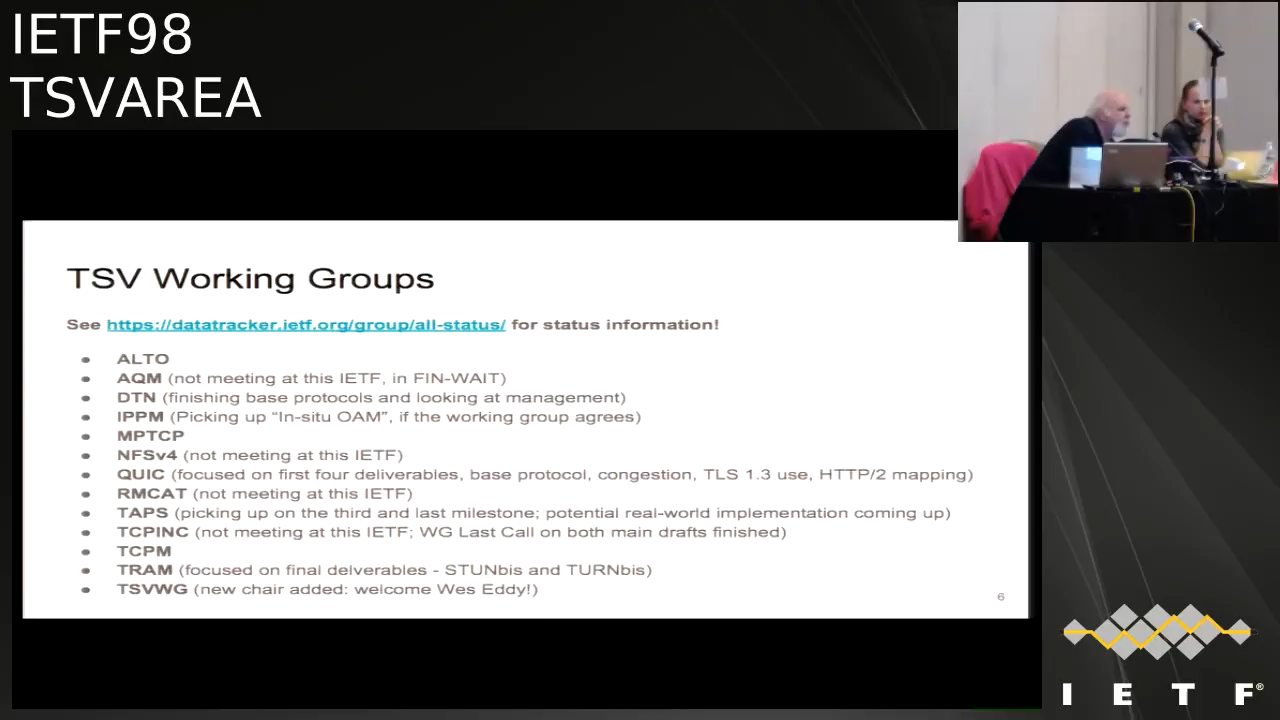 IETF98
TSVAREA
TSV Working Groups
See https://datatracker.ietf.org/group/all-status/ for status information!
● ALTO
● AQM (not meeting at this IETF, in FIN-WAIT)
● DTN (finishing base protocols and looking at management)
● IPPM (Picking up “In-situ OAM”, if the working group agrees)
● MPTCP
● NFSv4 (not meeting at this IETF)
● QUIC (focused on first four deliverables, base protocol, congestion, TLS 1.3 use, HTTP/2 mapping)
● RMCAT (not meeting at this IETF)
● TAPS (picking up on the third and last milestone; potential real-world implementation coming up)
● TCPINC (not meeting at this IETF; WG Last Call on both main drafts finished)
● TCPM
● TRAM (focused on final deliverables - STUNbis and TURNbis)
● TSVWG (new chair added: welcome Wes Eddy!)
6
I E T F®